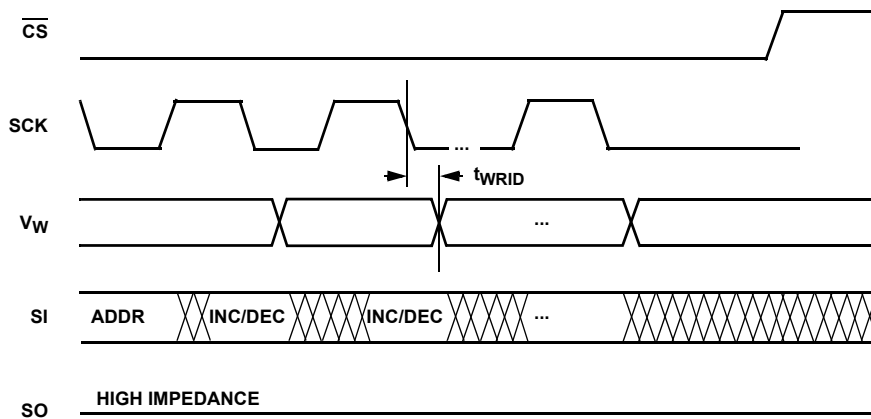 CS
SCK
...
tWRID
VW
...
SI ADDR INC/DEC INC/DEC ...
HIGH IMPEDANCE
SO